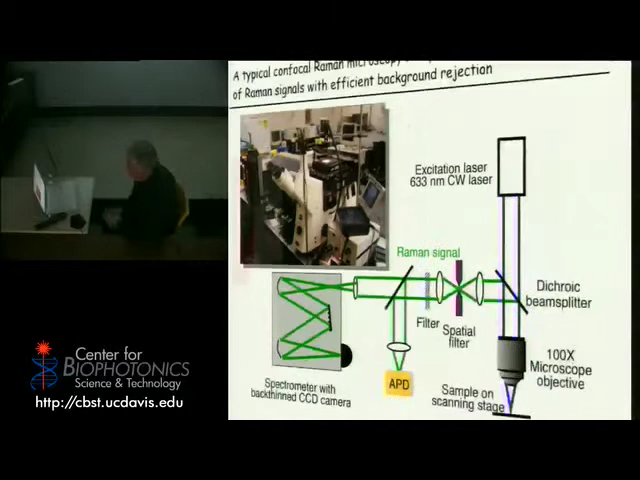 A typical confocal Raman microscopy
of Raman signals with efficient background rejection
Excitation laser
633 nm CW laser
Raman signal
Dichroic
beamsplitter
Filter
Spatial
filter
100X
Microscope
objective
APD
Sample on
scanning stage
Spectrometer with
backthinned CCD camera
Center for
BIOPHOTONICS
Science & Technology
http://cbst.ucdavis.edu